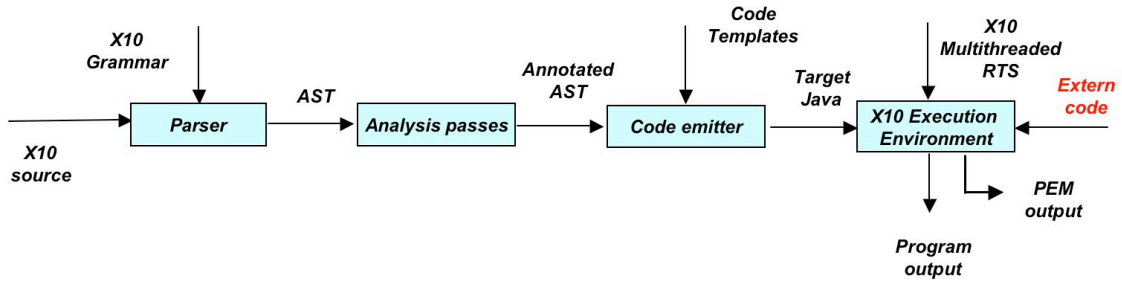 X10
Grammar
Code
Templates
X10
Multithreaded
RTS
X10
source
Parser
AST
Analysis passes
Annotated
AST
Code emitter
Target
Java
X10 Execution
Environment
Extern
code
PEM
output
Program
output